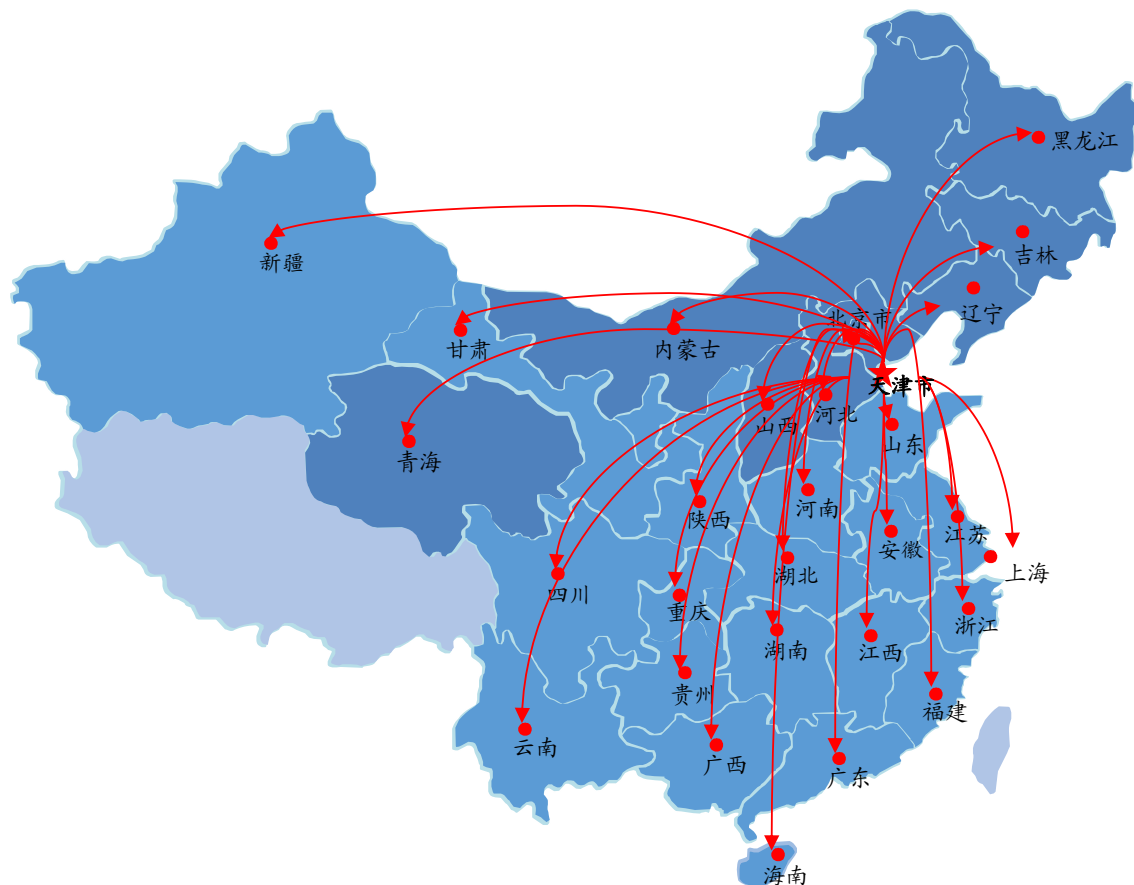 黑龙江
吉林
新疆
辽宁
北京市
甘肃
内蒙古
天津市
河北
山西
山东
青海
河南
陕西
江苏
安徽
上海
湖北
四川
重庆
浙江
湖南
江西
贵州
福建
云南
广西
广东
海南